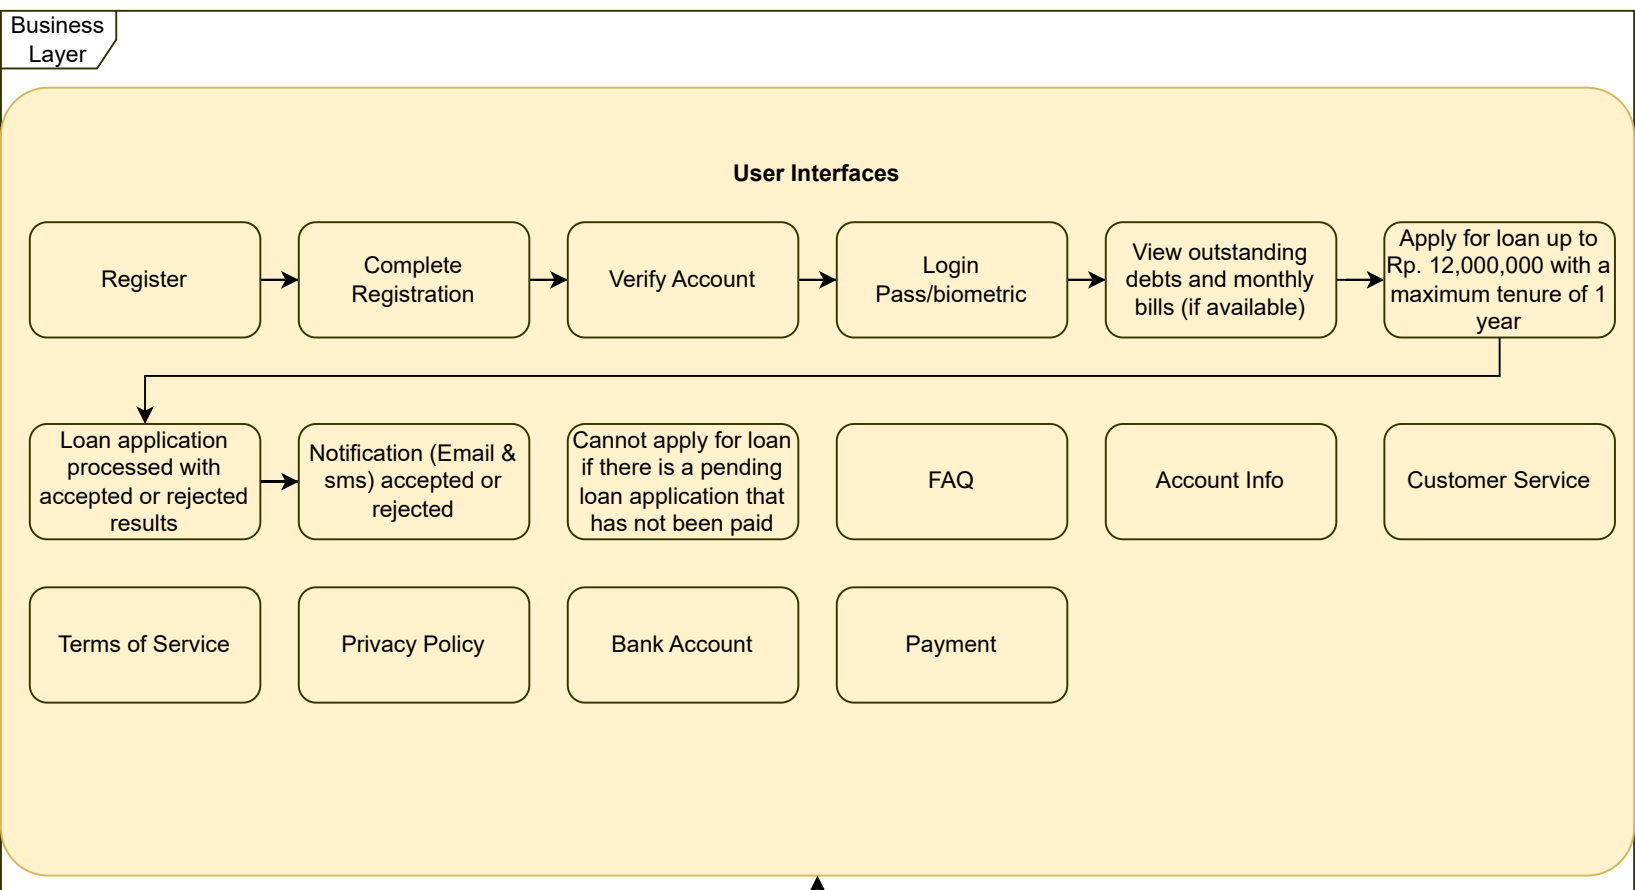 Business
Layer
User Interfaces
Register
Complete
Registration
Verify Account
Login
Pass/biometric
View outstanding
debts and monthly
bills (if available)
Apply for loan up to
Rp. 12,000,000 with a
maximum tenure of 1
year
Loan application
processed with
accepted or rejected
results
Notification (Email &
sms) accepted or
rejected
Cannot apply for loan
if there is a pending
loan application that
has not been paid
FAQ
Account Info
Customer Service
Terms of Service
Privacy Policy
Bank Account
Payment